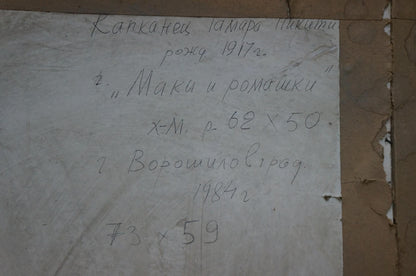 Капканец Тамара Никити
рожд 1917 г.
г. „Маки и ромашки"
х-м. р. 62 х 50.
г. Ворошиловград.
1984 г
73 х 59